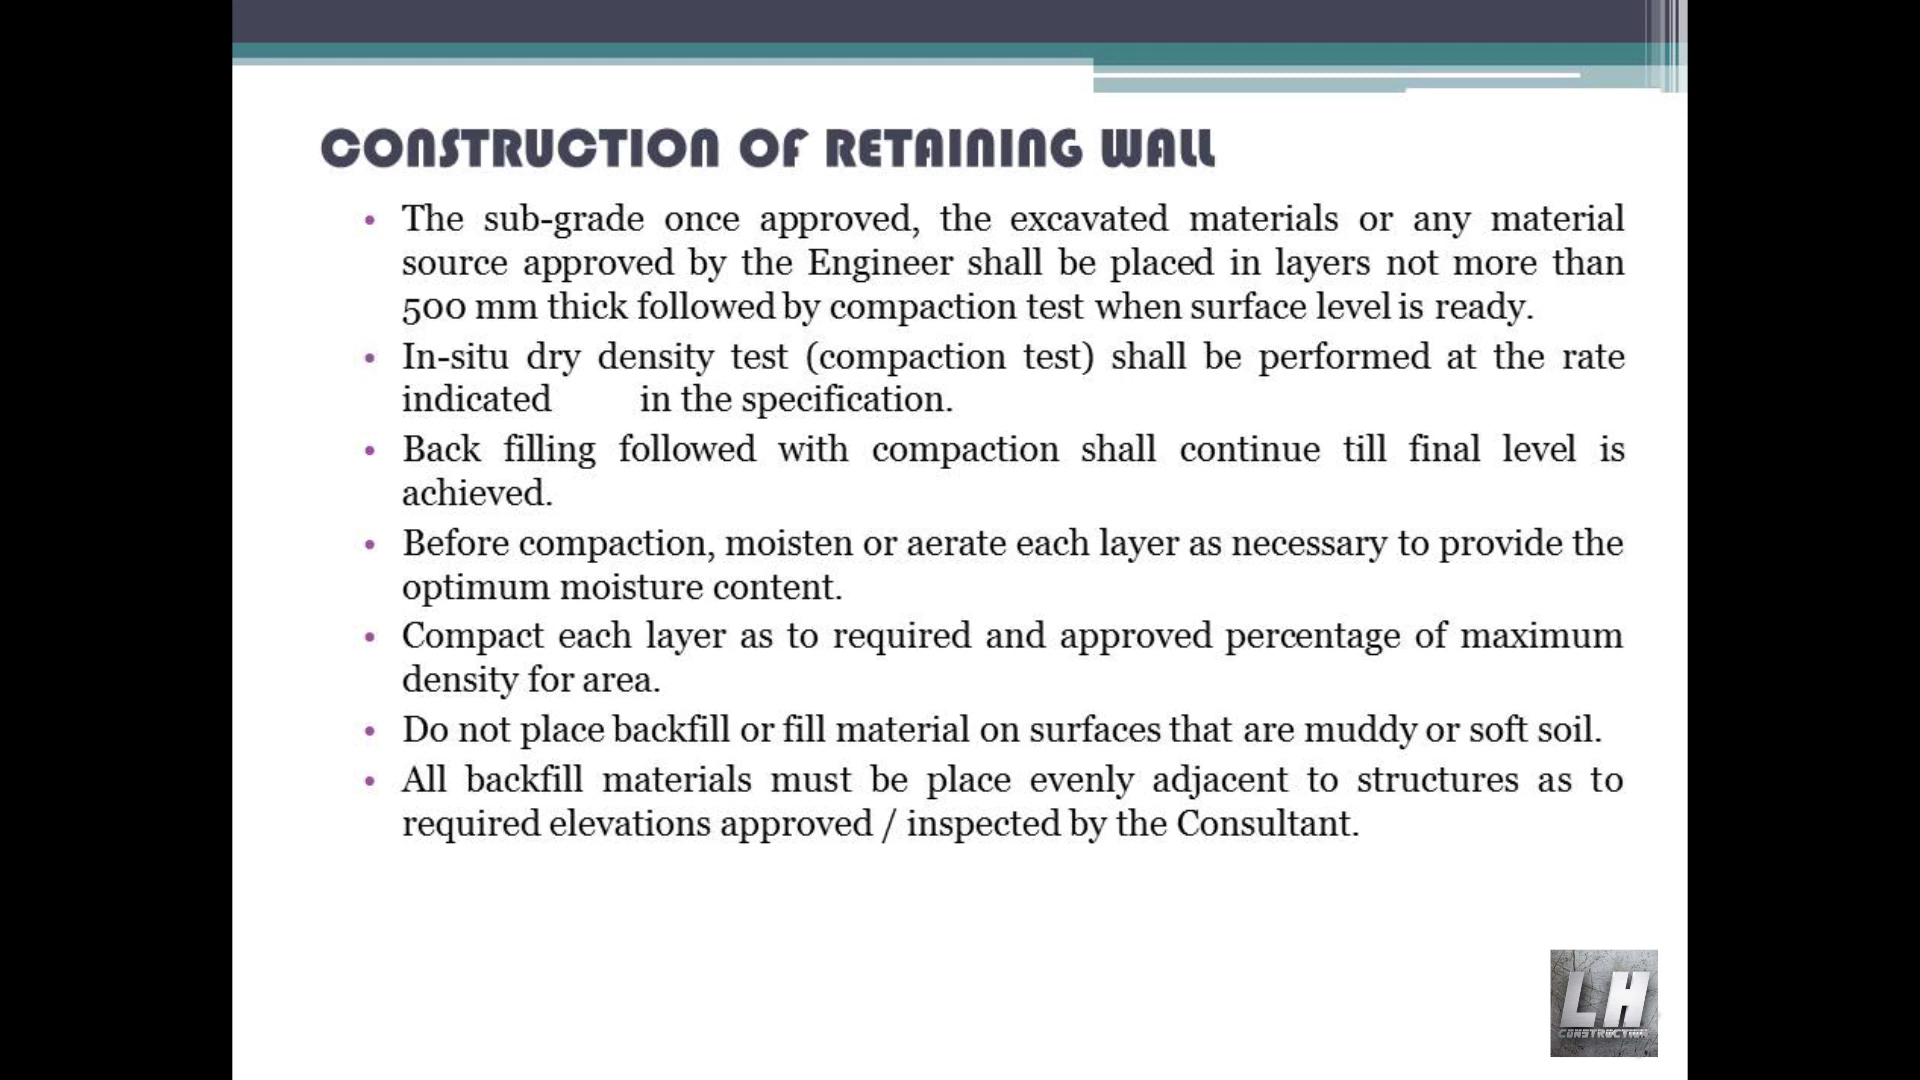 CONSTRUCTION OF RETAINING WALL
• The sub-grade once approved, the excavated materials or any material
source approved by the Engineer shall be placed in layers not more than
500 mm thick followed by compaction test when surface level is ready.
• In-situ dry density test (compaction test) shall be performed at the rate
indicated in the specification.
• Back filling followed with compaction shall continue till final level is
achieved.
• Before compaction, moisten or aerate each layer as necessary to provide the
optimum moisture content.
• Compact each layer as to required and approved percentage of maximum
density for area.
• Do not place backfill or fill material on surfaces that are muddy or soft soil.
• All backfill materials must be place evenly adjacent to structures as to
required elevations approved / inspected by the Consultant.
LH
CONSTRUCTION